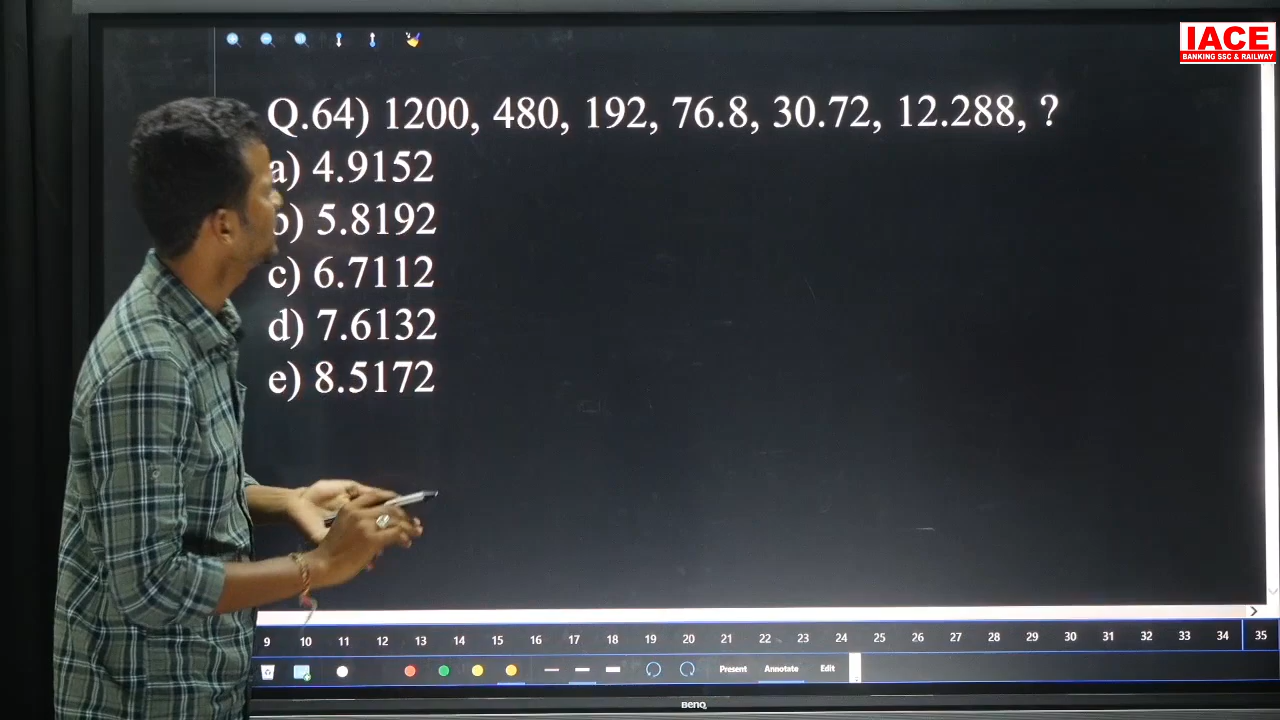 IACE
BANKING SSC & RAILWAY
Q.64) 1200, 480, 192, 76.8, 30.72, 12.288, ?
a) 4.9152
b) 5.8192
c) 6.7112
d) 7.6132
e) 8.5172
9 10 11 12 13 14 15 16 17 18 19 20 21 22 23 24 25 26 27 28 29 30 31 32 33 34 35
Present Annotate Edit
BenQ